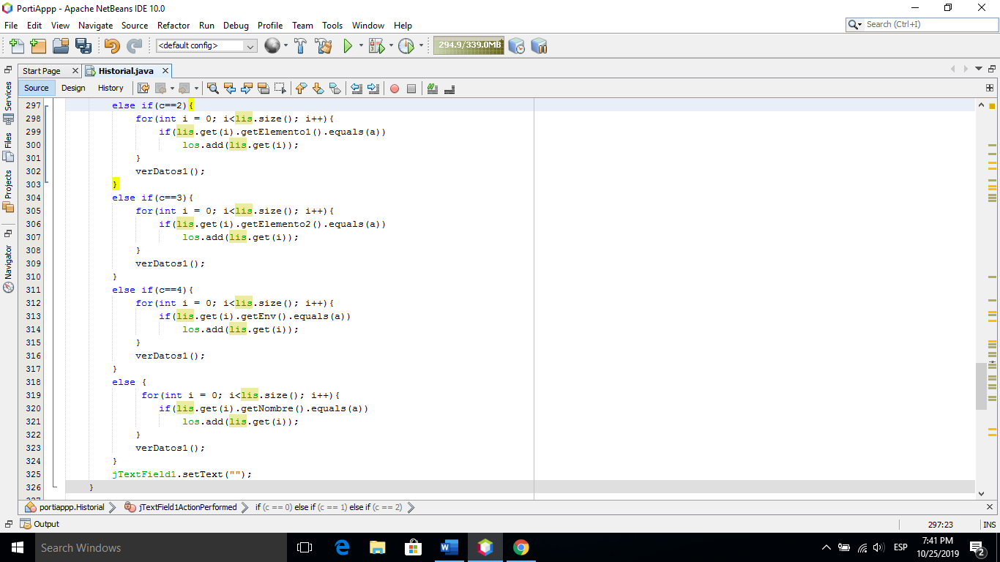 PortiAppp - Apache NetBeans IDE 10.0
File Edit View Navigate Source Refactor Run Debug Profile Team Tools Window Help
Search (Ctrl+I)
<default config>
294.9/339.0MB
Start Page
Historial.java
Source Design History
Services
Files
Projects
Navigator
297 else if(c==2){
298 for(int i = 0; i<lis.size(); i++){
299 if(lis.get(i).getElemento1().equals(a))
300 los.add(lis.get(i));
301 }
302 verDatos1();
303 }
304 else if(c==3){
305 for(int i = 0; i<lis.size(); i++){
306 if(lis.get(i).getElemento2().equals(a))
307 los.add(lis.get(i));
308 }
309 verDatos1();
310 }
311 else if(c==4){
312 for(int i = 0; i<lis.size(); i++){
313 if(lis.get(i).getEnv().equals(a))
314 los.add(lis.get(i));
315 }
316 verDatos1();
317 }
318 else {
319 for(int i = 0; i<lis.size(); i++){
320 if(lis.get(i).getNombre().equals(a))
321 los.add(lis.get(i));
322 }
323 verDatos1();
324 }
325 jTextField1.setText("");
326 }
portiappp.Historial jTextField1ActionPerformed if (c == 0) else if (c == 1) else if (c == 2)
Output
297:23 INS
Search Windows
ESP
7:41 PM
10/25/2019
2